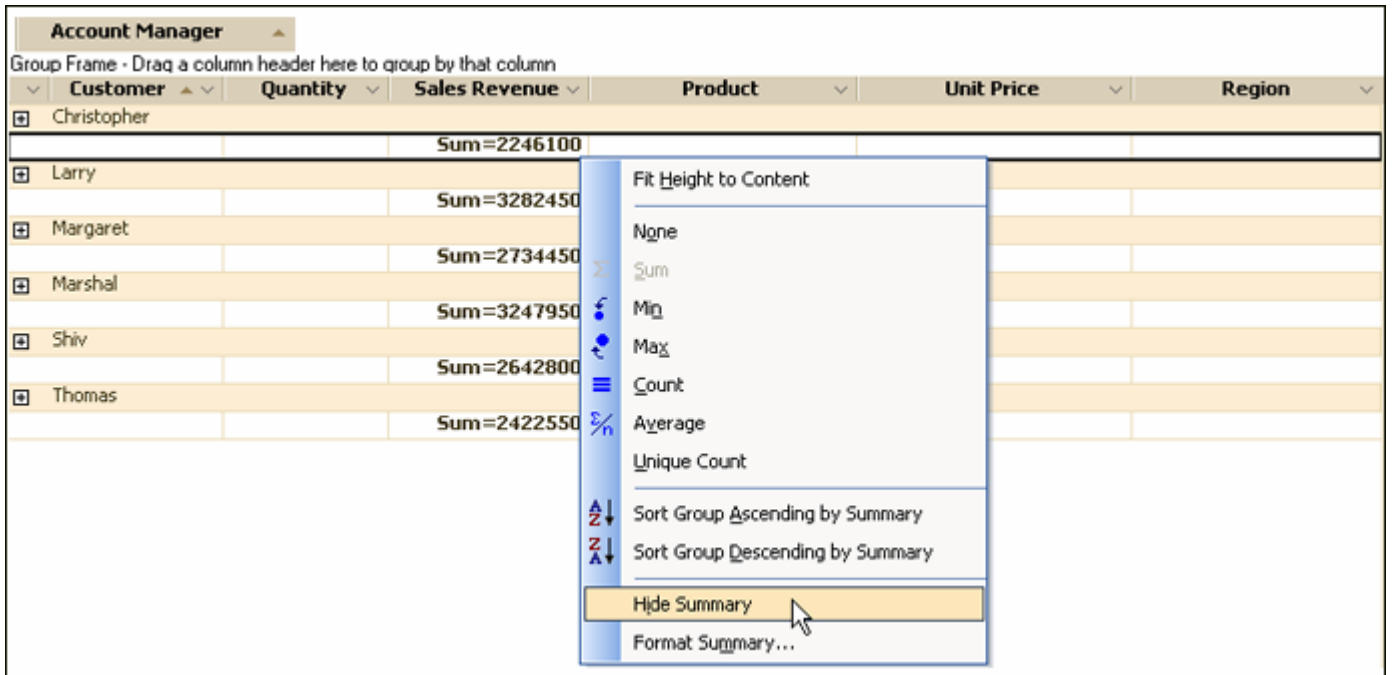 Account Manager
Group Frame - Drag a column header here to group by that column
Customer Quantity Sales Revenue Product Unit Price Region
Christopher
Sum=2246100
Larry
Sum=3282450
Margaret
Sum=2734450
Marshal
Sum=3247950
Shiv
Sum=2642800
Thomas
Sum=2422550
Fit Height to Content
None
Sum
Min
Max
Count
Average
Unique Count
Sort Group Ascending by Summary
Sort Group Descending by Summary
Hide Summary
Format Summary...